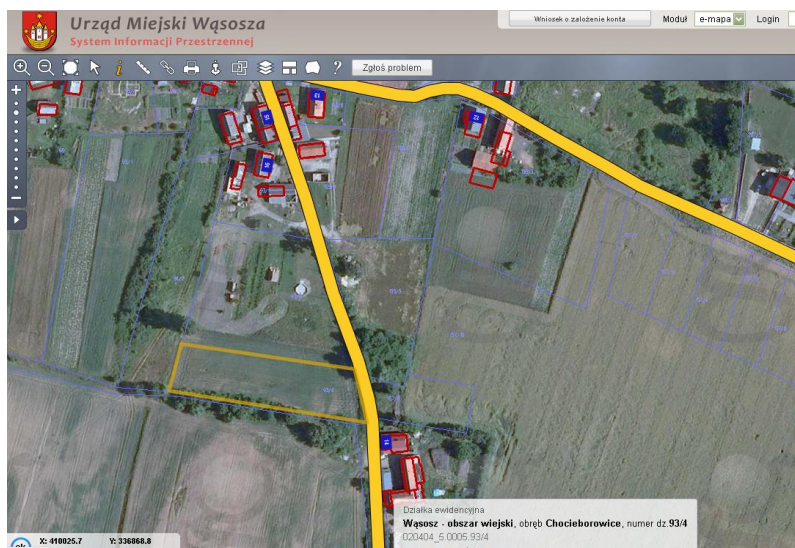 Urząd Miejski Wąsosza
System Informacji Przestrzennej
Wniosek o założenie konta
Moduł
e-mapa
Login
Zgłoś problem
Działka ewidencyjna
Wąsosz - obszar wiejski, obręb Chocieborowice, numer dz.93/4
020404_5.0005.93/4
X: 410025.7 Y: 336868.8